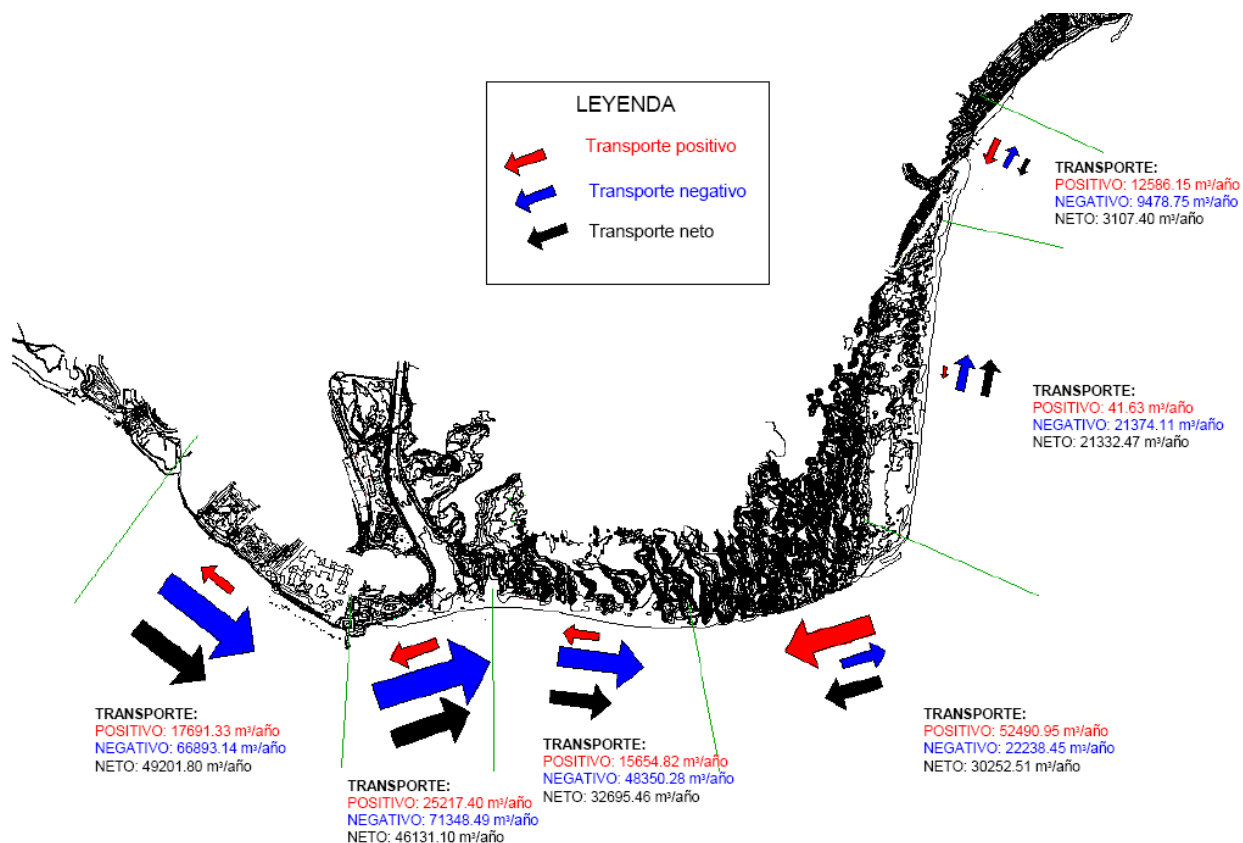 LEYENDA
Transporte positivo
Transporte negativo
Transporte neto
TRANSPORTE:
POSITIVO: 12586.15 m³/año
NEGATIVO: 9478.75 m³/año
NETO: 3107.40 m³/año
TRANSPORTE:
POSITIVO: 41.63 m³/año
NEGATIVO: 21374.11 m³/año
NETO: 21332.47 m³/año
TRANSPORTE:
POSITIVO: 17691.33 m³/año
NEGATIVO: 66893.14 m³/año
NETO: 49201.80 m³/año
TRANSPORTE:
POSITIVO: 25217.40 m³/año
NEGATIVO: 71348.49 m³/año
NETO: 46131.10 m³/año
TRANSPORTE:
POSITIVO: 15654.82 m³/año
NEGATIVO: 48350.28 m³/año
NETO: 32695.46 m³/año
TRANSPORTE:
POSITIVO: 52490.95 m³/año
NEGATIVO: 22238.45 m³/año
NETO: 30252.51 m³/año